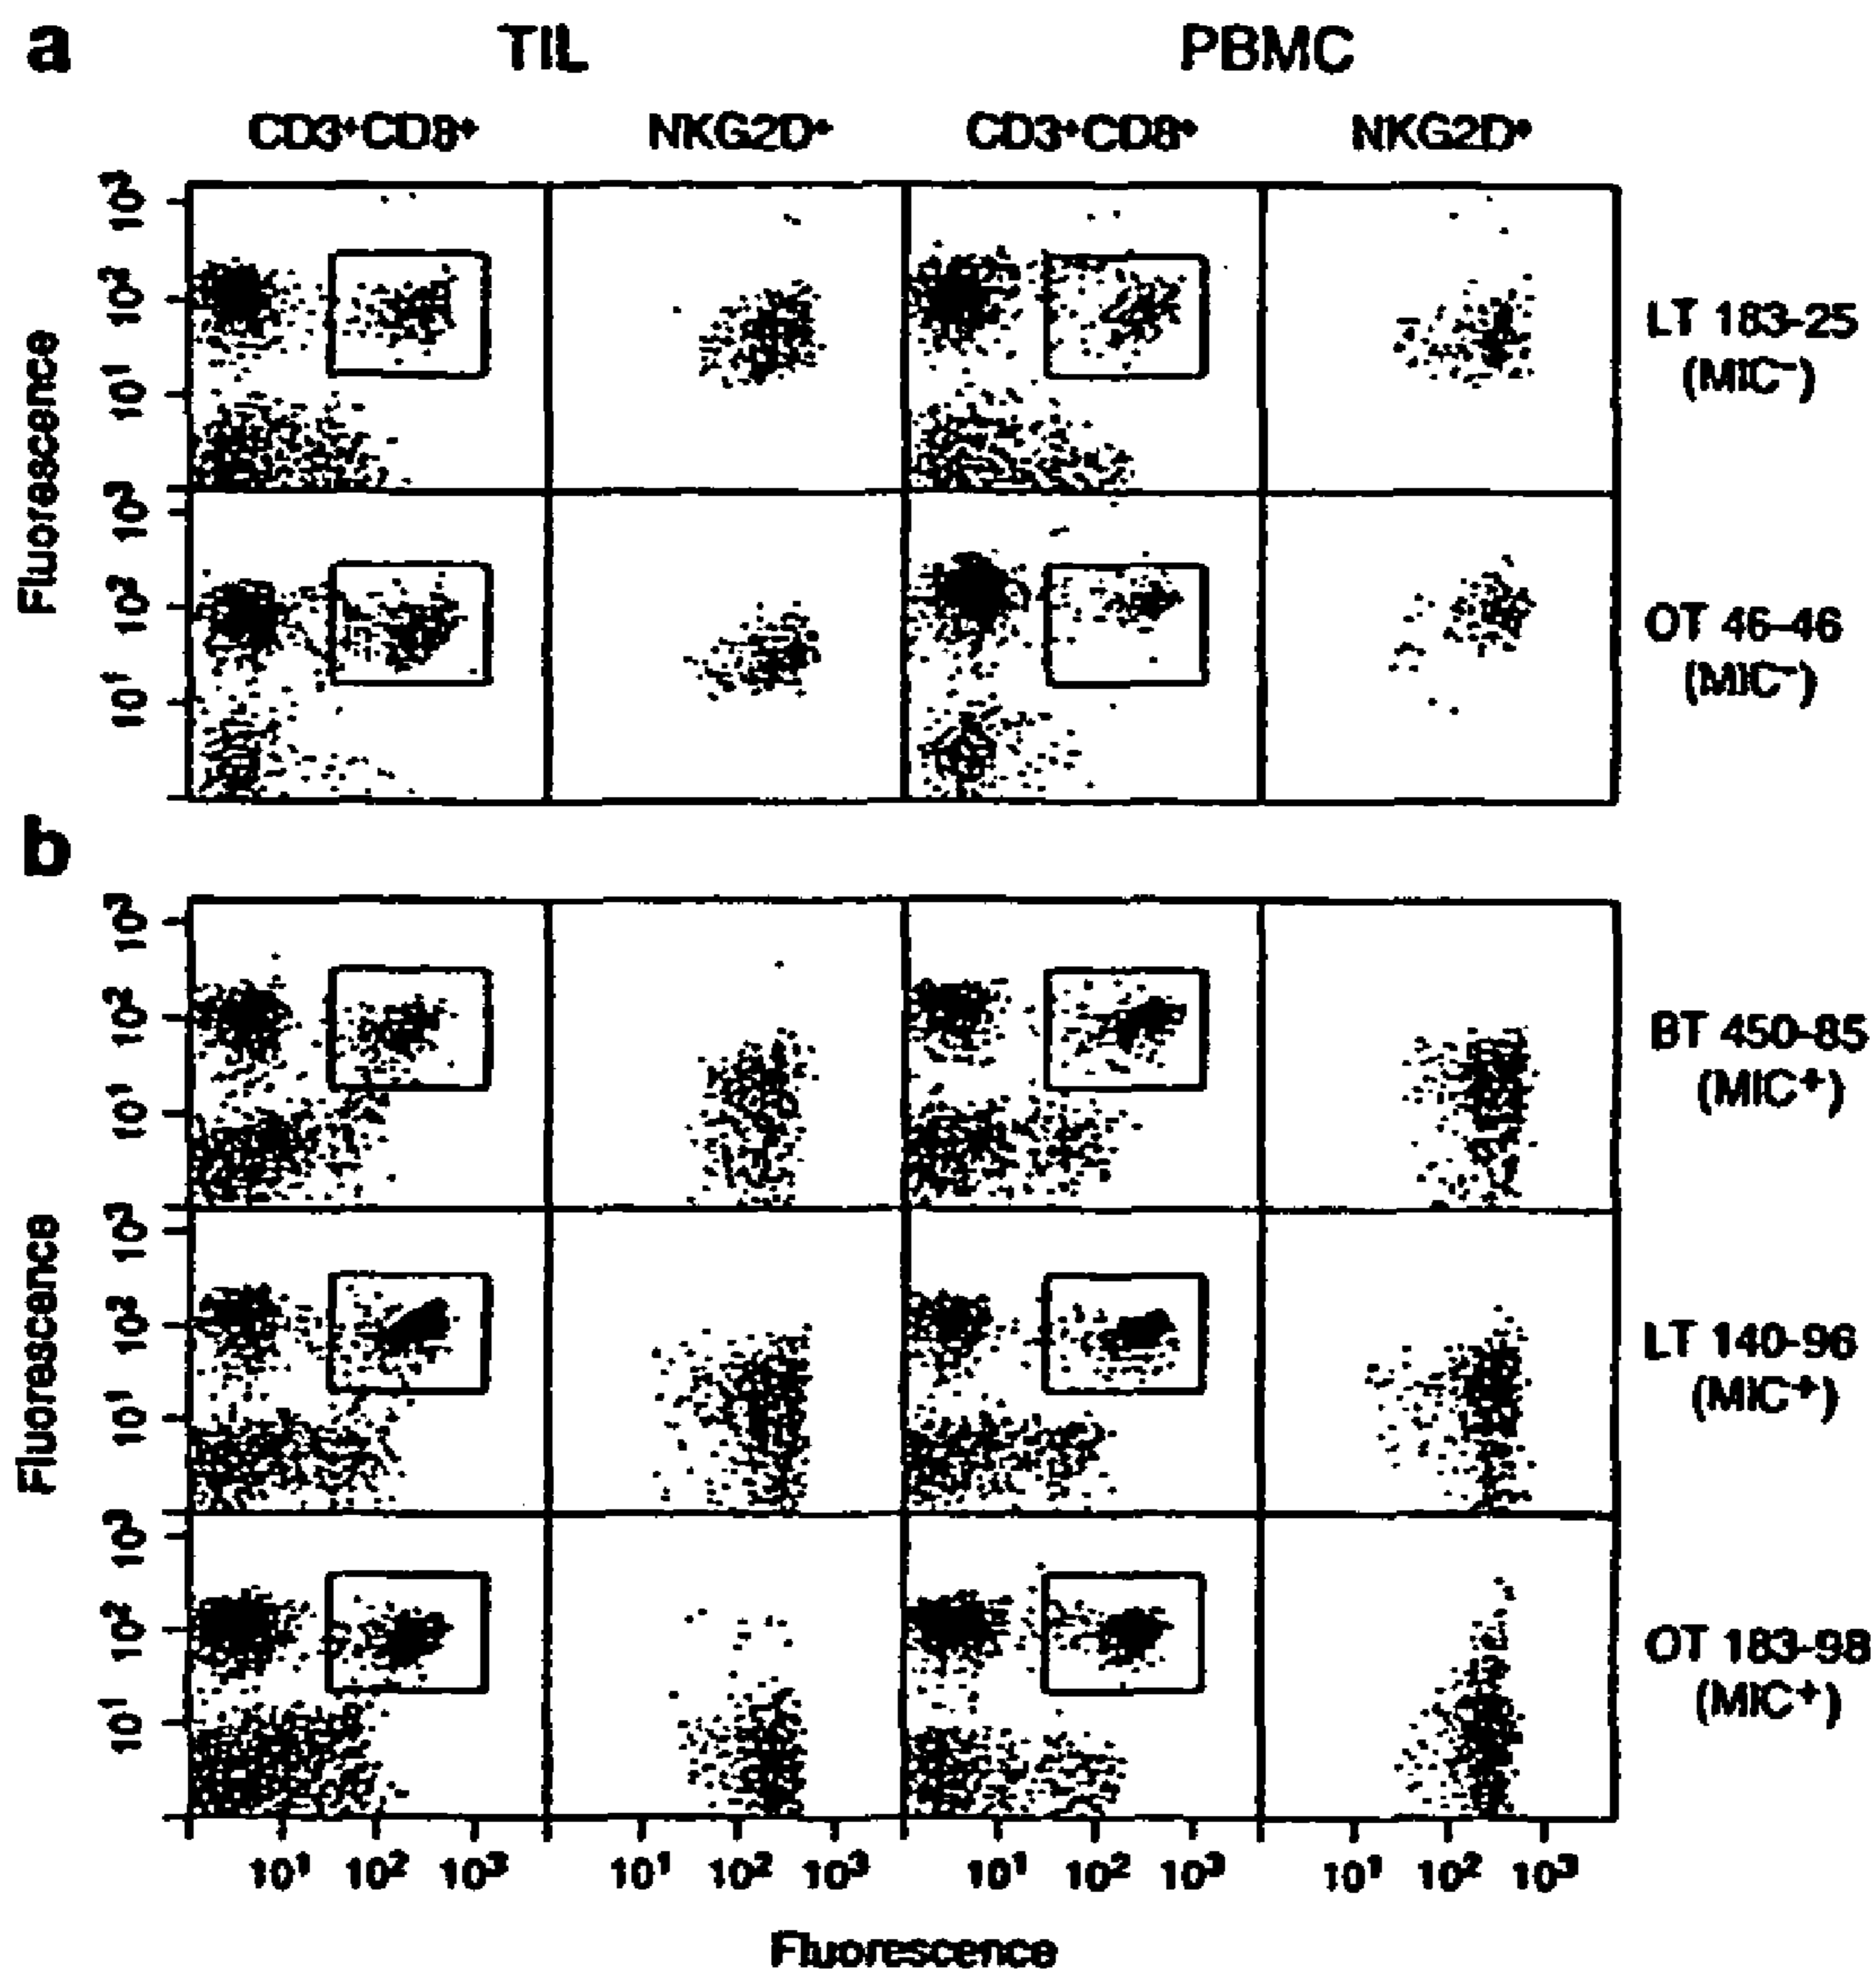 a
TIL PBMC
CD3⁺CD8⁺ NKG2D⁺ CD3⁺CD8⁺ NKG2D⁺
10³
10²
10¹
LT 183-25
(MIC⁻)
Fluorescence
10³
10²
10¹
OT 46-46
(MIC⁻)
b
10³
10²
10¹
BT 450-85
(MIC⁺)
Fluorescence
10³
10²
10¹
LT 140-96
(MIC⁺)
10³
10²
10¹
OT 183-98
(MIC⁺)
10¹ 10² 10³ 10¹ 10² 10³ 10¹ 10² 10³ 10¹ 10² 10³
Fluorescence